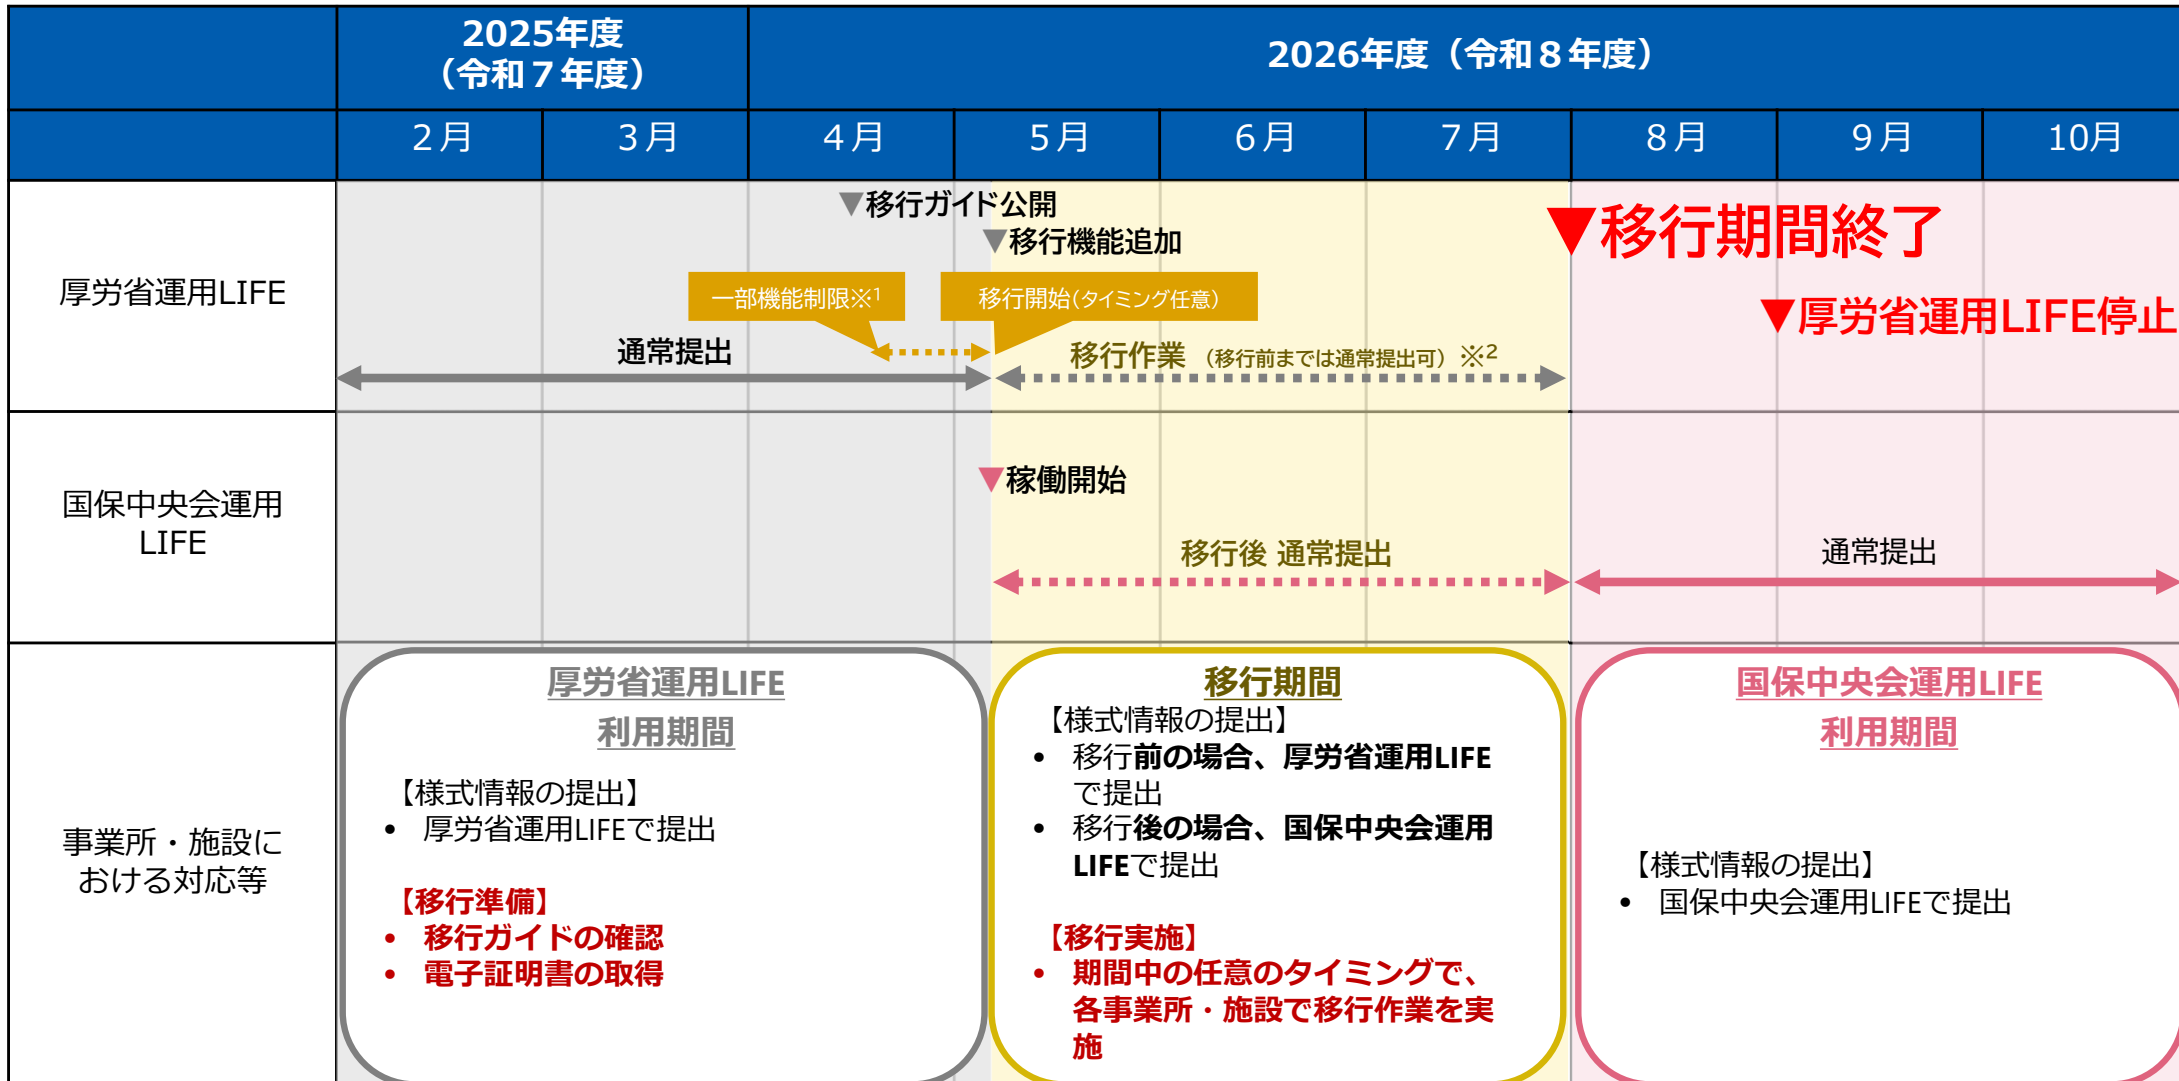 2025年度
（令和７年度）
2026年度（令和８年度）
２月
３月
４月
５月
６月
７月
８月
９月
10月
厚労省運用LIFE
▼移行ガイド公開
▼移行機能追加
一部機能制限※1
移行開始(タイミング任意)
通常提出
移行作業 （移行前までは通常提出可）※2
▼移行期間終了
▼厚労省運用LIFE停止
国保中央会運用
LIFE
▼稼働開始
移行後 通常提出
通常提出
事業所・施設に
おける対応等
厚労省運用LIFE
利用期間
【様式情報の提出】
• 厚労省運用LIFEで提出
【移行準備】
• 移行ガイドの確認
• 電子証明書の取得
移行期間
【様式情報の提出】
• 移行前の場合、厚労省運用LIFE
で提出
• 移行後の場合、国保中央会運用
LIFEで提出
【移行実施】
• 期間中の任意のタイミングで、
各事業所・施設で移行作業を実
施
国保中央会運用LIFE
利用期間
【様式情報の提出】
• 国保中央会運用LIFEで提出